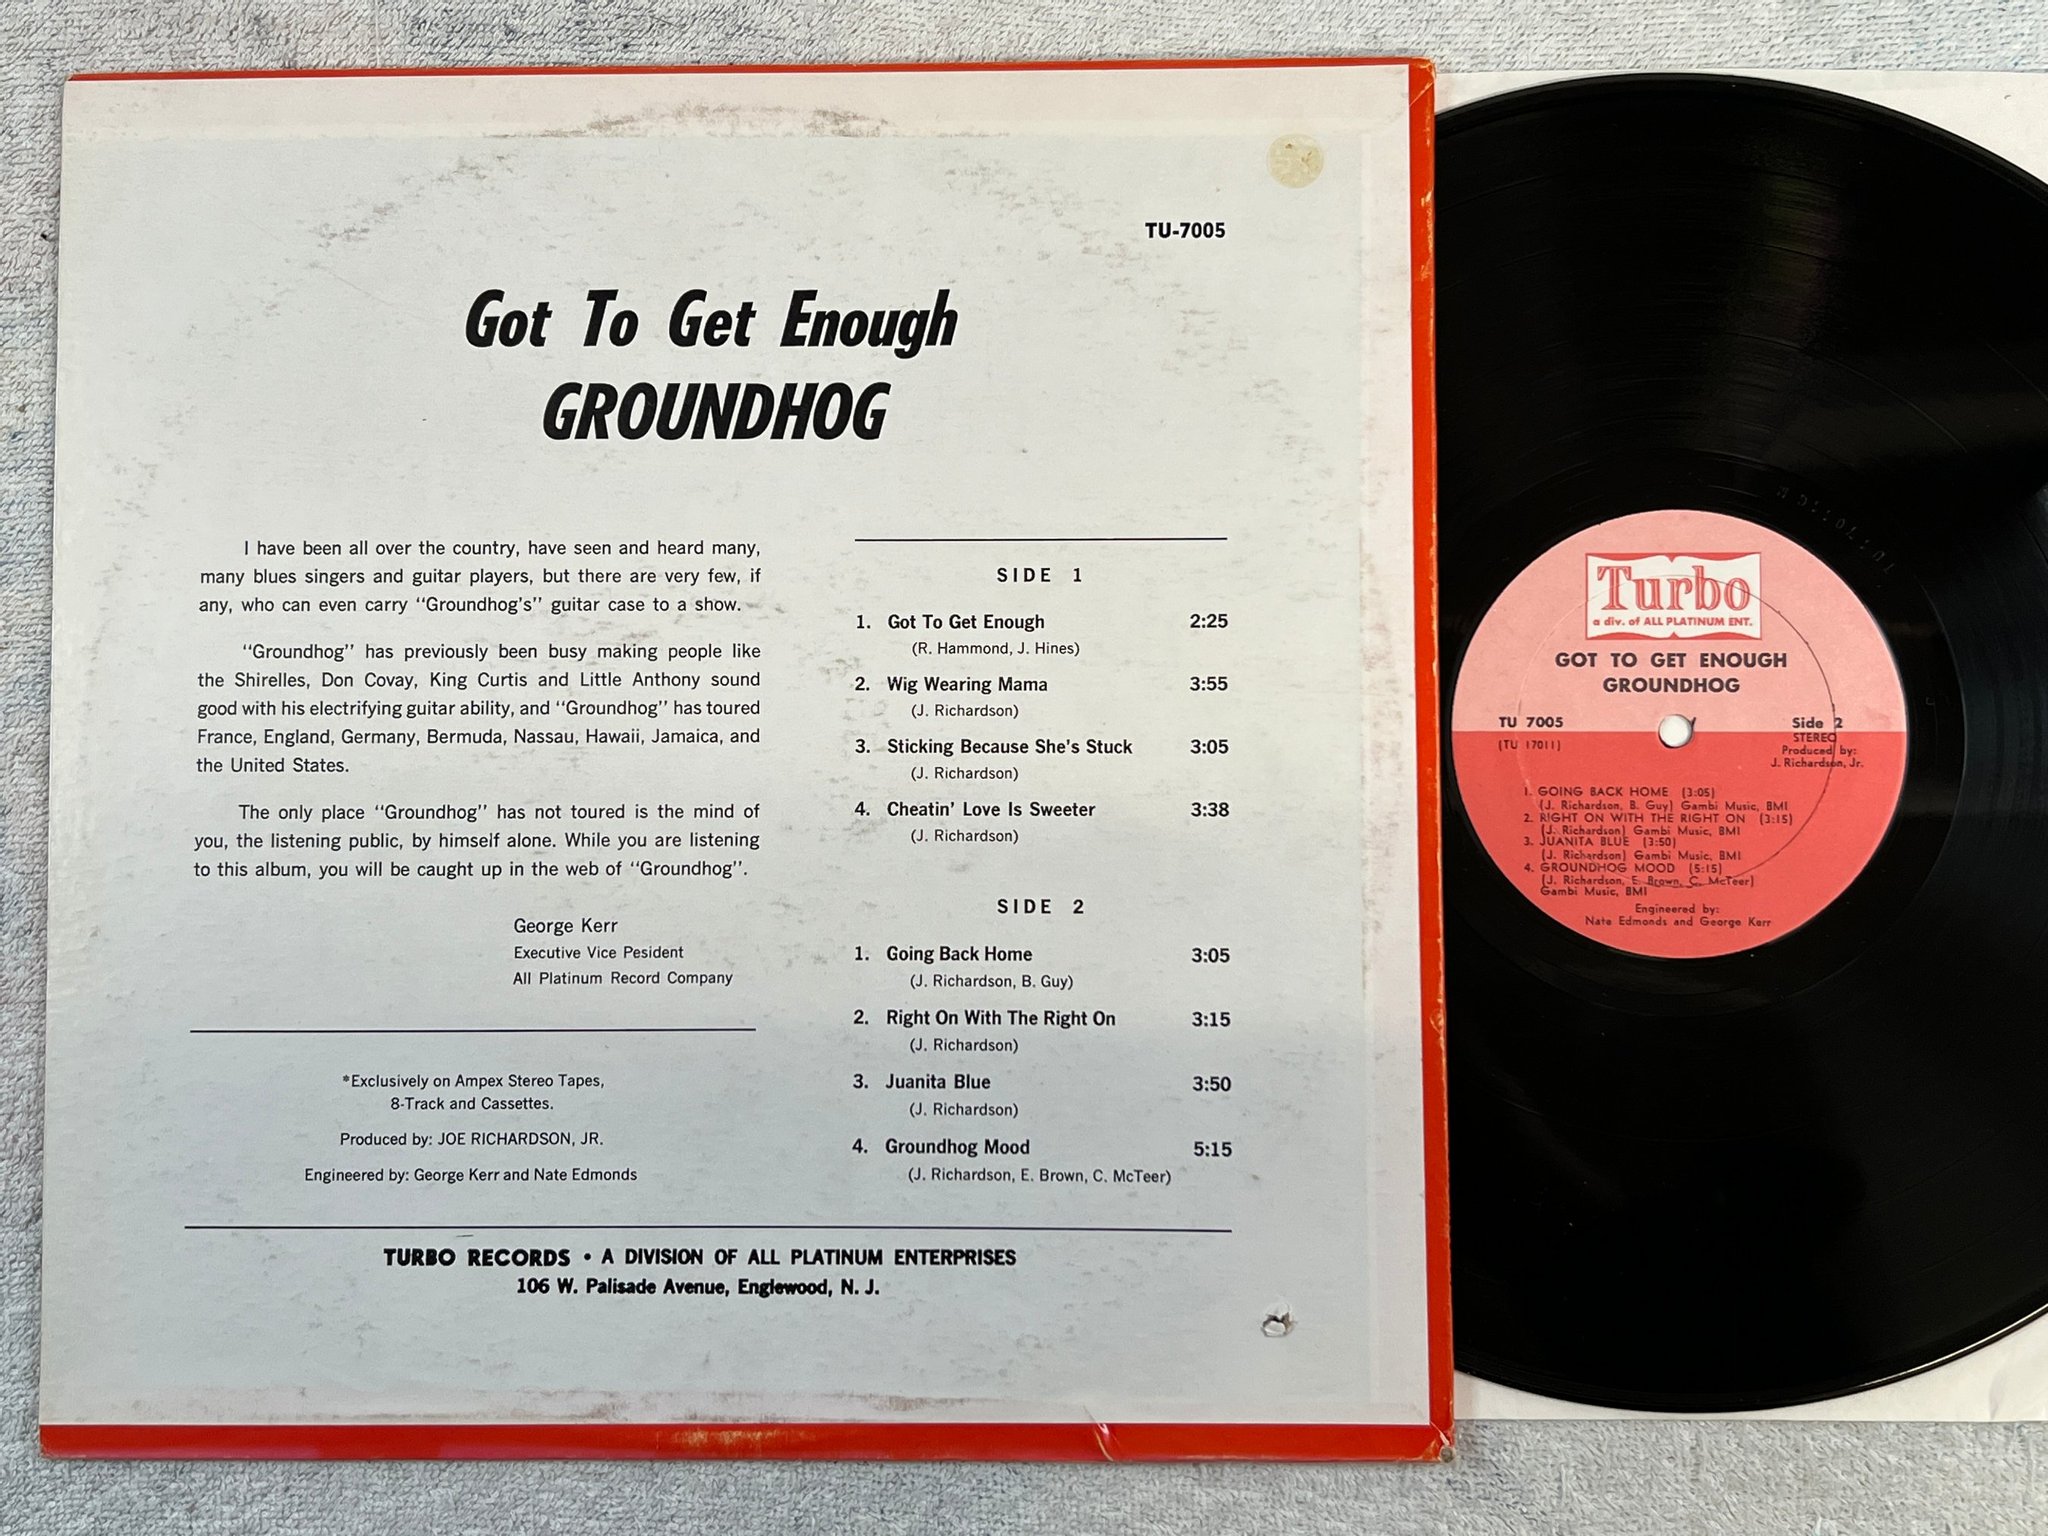 TU-7005
Got To Get Enough
GROUNDHOG
I have been all over the country, have seen and heard many,
many blues singers and guitar players, but there are very few, if
any, who can even carry "Groundhog's" guitar case to a show.
"Groundhog" has previously been busy making people like
the Shirelles, Don Covay, King Curtis and Little Anthony sound
good with his electrifying guitar ability, and "Groundhog" has toured
France, England, Germany, Bermuda, Nassau, Hawaii, Jamaica, and
the United States.
The only place "Groundhog" has not toured is the mind of
you, the listening public, by himself alone. While you are listening
to this album, you will be caught up in the web of "Groundhog".
George Kerr
Executive Vice Pesident
All Platinum Record Company
*Exclusively on Ampex Stereo Tapes,
8-Track and Cassettes.
Produced by: JOE RICHARDSON, JR.
Engineered by: George Kerr and Nate Edmonds
SIDE 1
1. Got To Get Enough 2:25
(R. Hammond, J. Hines)
2. Wig Wearing Mama 3:55
(J. Richardson)
3. Sticking Because She's Stuck 3:05
(J. Richardson)
4. Cheatin' Love Is Sweeter 3:38
(J. Richardson)
SIDE 2
1. Going Back Home 3:05
(J. Richardson, B. Guy)
2. Right On With The Right On 3:15
(J. Richardson)
3. Juanita Blue 3:50
(J. Richardson)
4. Groundhog Mood 5:15
(J. Richardson, E. Brown, C. McTeer)
TURBO RECORDS • A DIVISION OF ALL PLATINUM ENTERPRISES
106 W. Palisade Avenue, Englewood, N. J.
Turbo
a div. of ALL PLATINUM ENT.
GOT TO GET ENOUGH
GROUNDHOG
TU 7005 Side 2
(TU 17011) STEREO
Produced by:
J. Richardson, Jr.
1. GOING BACK HOME (3:05)
(J. Richardson, B. Guy) Gambi Music, BMI
2. RIGHT ON WITH THE RIGHT ON (3:15)
(J. Richardson) Gambi Music, BMI
3. JUANITA BLUE (3:50)
(J. Richardson) Gambi Music, BMI
4. GROUNDHOG MOOD (5:15)
(J. Richardson, E. Brown, C. McTeer)
Gambi Music, BMI
Engineered by:
Nate Edmonds and George Kerr